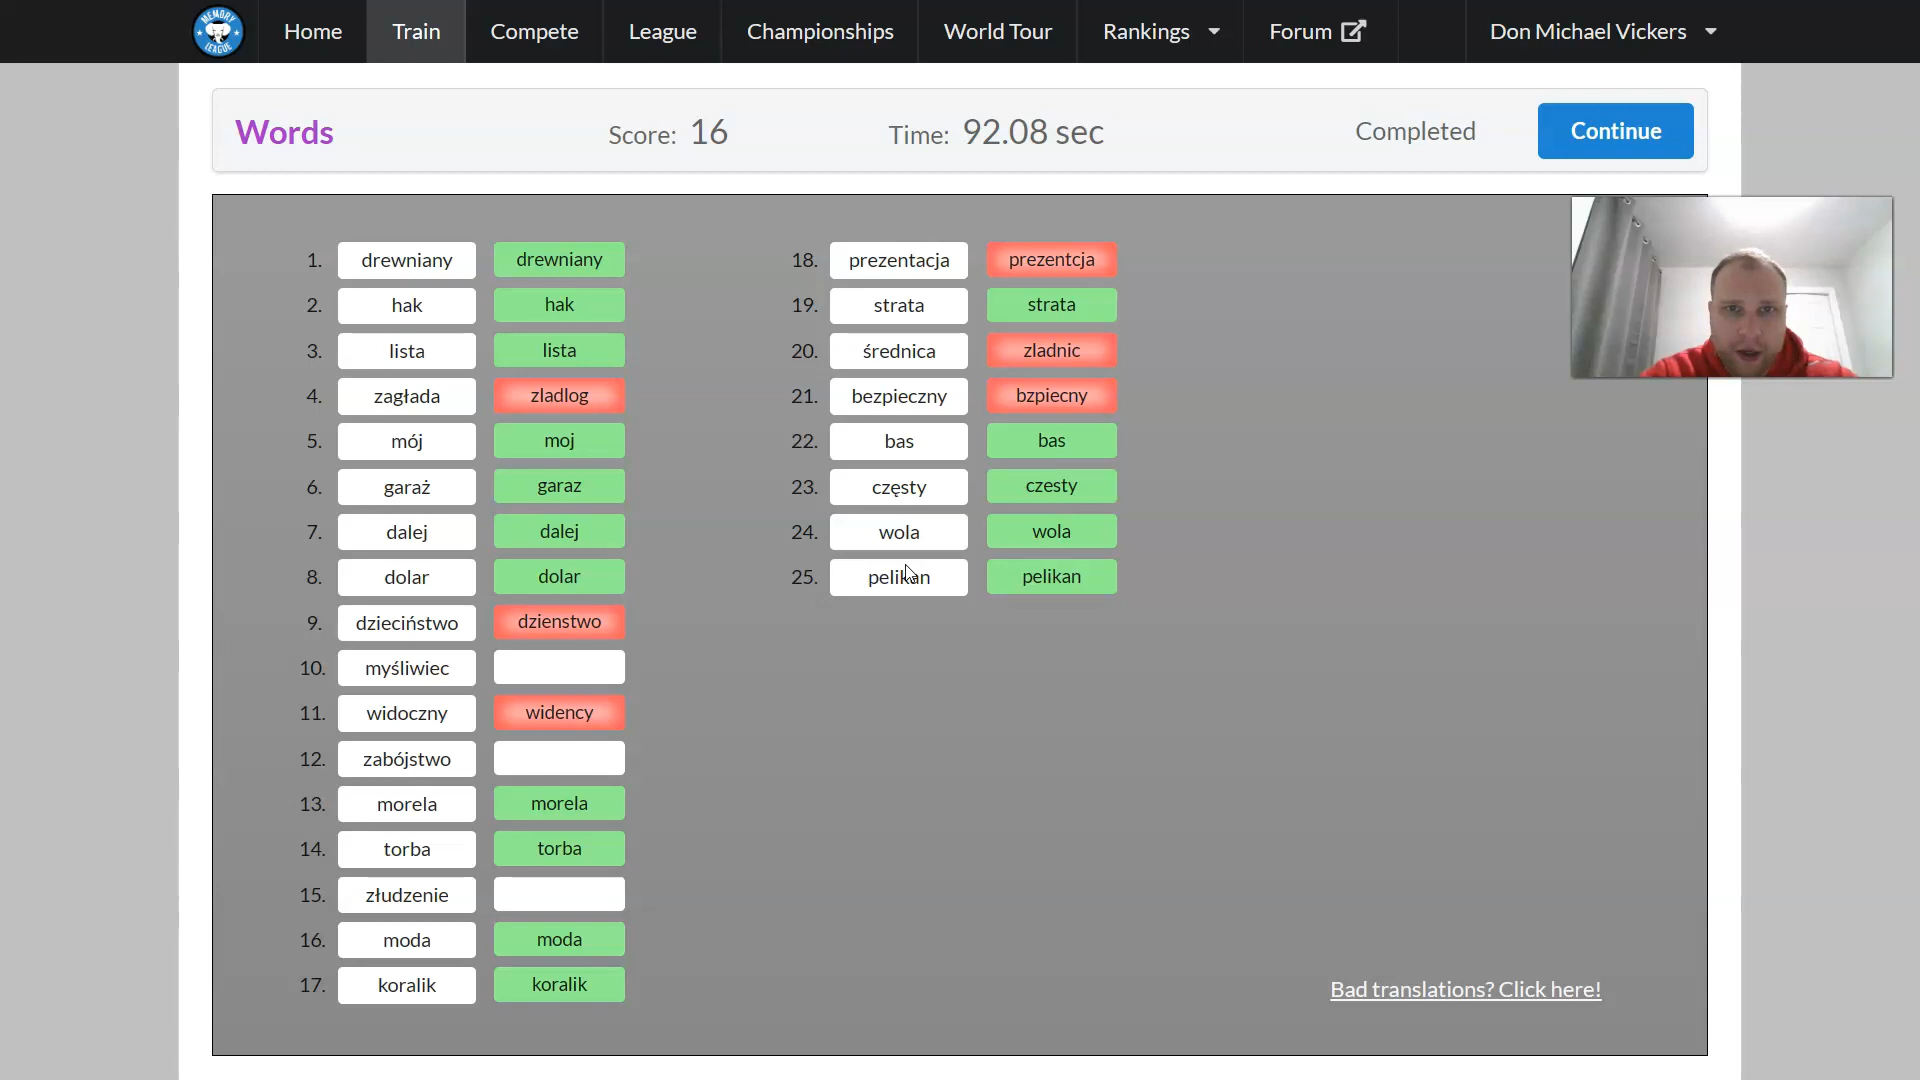 MEMORY LEAGUE
Home Train Compete League Championships World Tour Rankings Forum Don Michael Vickers
Words Score: 16 Time: 92.08 sec Completed Continue
1. drewniany drewniany
2. hak hak
3. lista lista
4. zagłada zladlog
5. mój moj
6. garaż garaz
7. dalej dalej
8. dolar dolar
9. dzieciństwo dzienstwo
10. myśliwiec
11. widoczny widency
12. zabójstwo
13. morela morela
14. torba torba
15. złudzenie
16. moda moda
17. koralik koralik
18. prezentacja prezentcja
19. strata strata
20. średnica zladnic
21. bezpieczny bzpiecny
22. bas bas
23. częsty czesty
24. wola wola
25. pelikan pelikan
Bad translations? Click here!